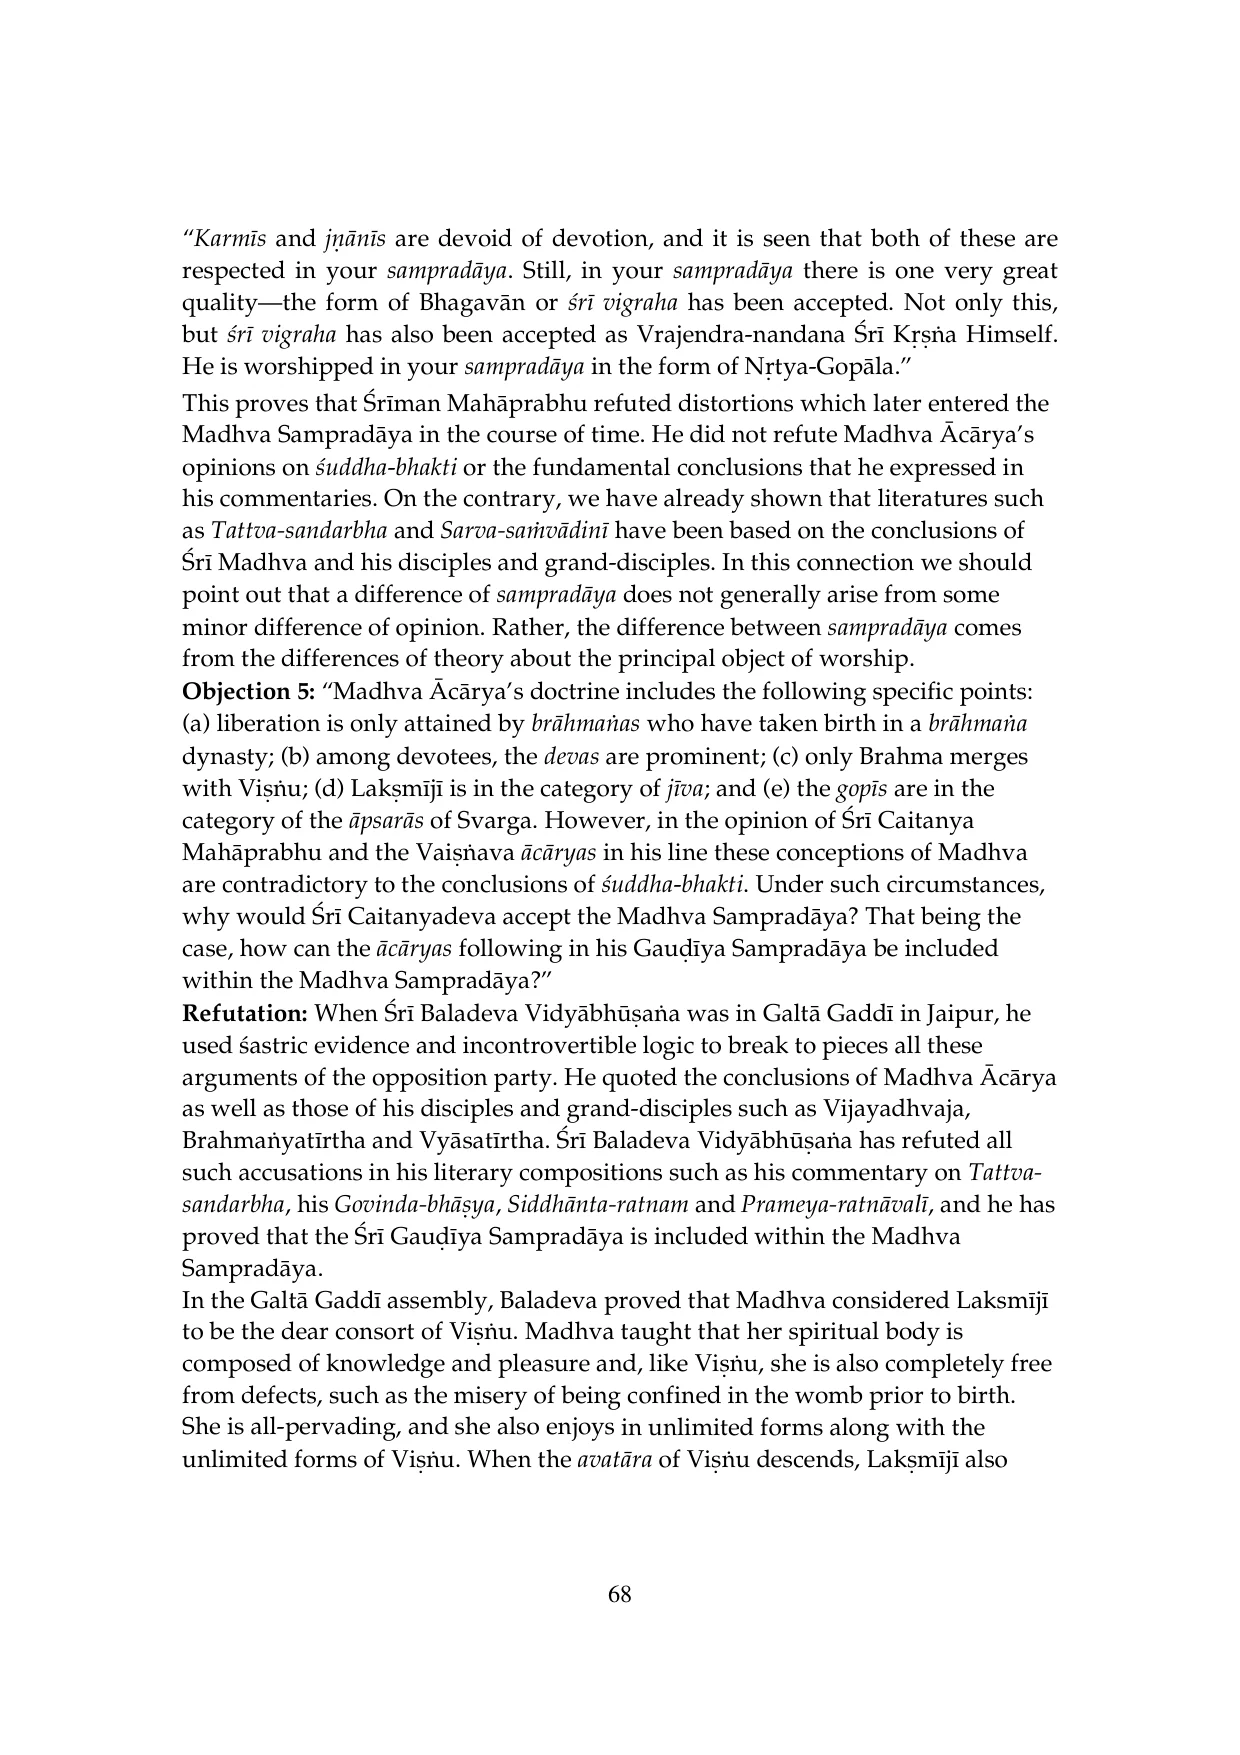 “Karmīs and jṇānīs are devoid of devotion, and it is seen that both of these are
respected in your sampradāya. Still, in your sampradāya there is one very great
quality—the form of Bhagavān or śrī vigraha has been accepted. Not only this,
but śrī vigraha has also been accepted as Vrajendra-nandana Śrī Kṛṣṅa Himself.
He is worshipped in your sampradāya in the form of Nṛtya-Gopāla.”
This proves that Śrīman Mahāprabhu refuted distortions which later entered the
Madhva Sampradāya in the course of time. He did not refute Madhva Ācārya’s
opinions on śuddha-bhakti or the fundamental conclusions that he expressed in
his commentaries. On the contrary, we have already shown that literatures such
as Tattva-sandarbha and Sarva-saṁvādinī have been based on the conclusions of
Śrī Madhva and his disciples and grand-disciples. In this connection we should
point out that a difference of sampradāya does not generally arise from some
minor difference of opinion. Rather, the difference between sampradāya comes
from the differences of theory about the principal object of worship.
Objection 5: “Madhva Ācārya’s doctrine includes the following specific points:
(a) liberation is only attained by brāhmaṅas who have taken birth in a brāhmaṅa
dynasty; (b) among devotees, the devas are prominent; (c) only Brahma merges
with Viṣṅu; (d) Lakṣmījī is in the category of jīva; and (e) the gopīs are in the
category of the āpsarās of Svarga. However, in the opinion of Śrī Caitanya
Mahāprabhu and the Vaiṣṅava ācāryas in his line these conceptions of Madhva
are contradictory to the conclusions of śuddha-bhakti. Under such circumstances,
why would Śrī Caitanyadeva accept the Madhva Sampradāya? That being the
case, how can the ācāryas following in his Gauḍīya Sampradāya be included
within the Madhva Sampradāya?”
Refutation: When Śrī Baladeva Vidyābhūṣaṅa was in Galtā Gaddī in Jaipur, he
used śastric evidence and incontrovertible logic to break to pieces all these
arguments of the opposition party. He quoted the conclusions of Madhva Ācārya
as well as those of his disciples and grand-disciples such as Vijayadhvaja,
Brahmaṅyatīrtha and Vyāsatīrtha. Śrī Baladeva Vidyābhūṣaṅa has refuted all
such accusations in his literary compositions such as his commentary on Tattva-
sandarbha, his Govinda-bhāṣya, Siddhānta-ratnam and Prameya-ratnāvalī, and he has
proved that the Śrī Gauḍīya Sampradāya is included within the Madhva
Sampradāya.
In the Galtā Gaddī assembly, Baladeva proved that Madhva considered Laksmījī
to be the dear consort of Viṣṅu. Madhva taught that her spiritual body is
composed of knowledge and pleasure and, like Viṣṅu, she is also completely free
from defects, such as the misery of being confined in the womb prior to birth.
She is all-pervading, and she also enjoys in unlimited forms along with the
unlimited forms of Viṣṅu. When the avatāra of Viṣṅu descends, Lakṣmījī also
68